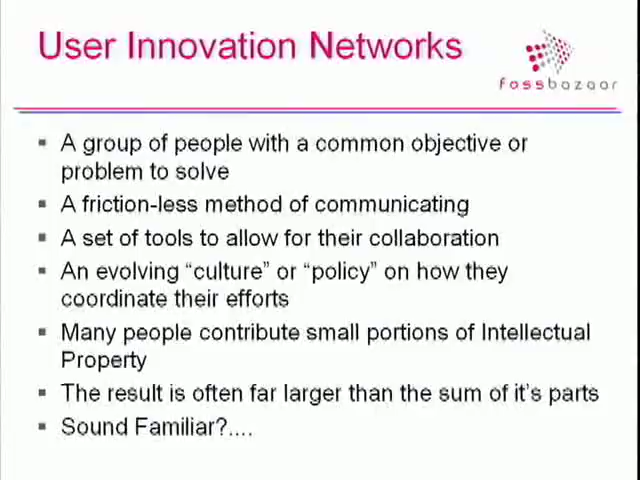 User Innovation Networks
fossbazaar
A group of people with a common objective or
problem to solve
A friction-less method of communicating
A set of tools to allow for their collaboration
An evolving “culture” or “policy” on how they
coordinate their efforts
Many people contribute small portions of Intellectual
Property
The result is often far larger than the sum of it’s parts
Sound Familiar?....